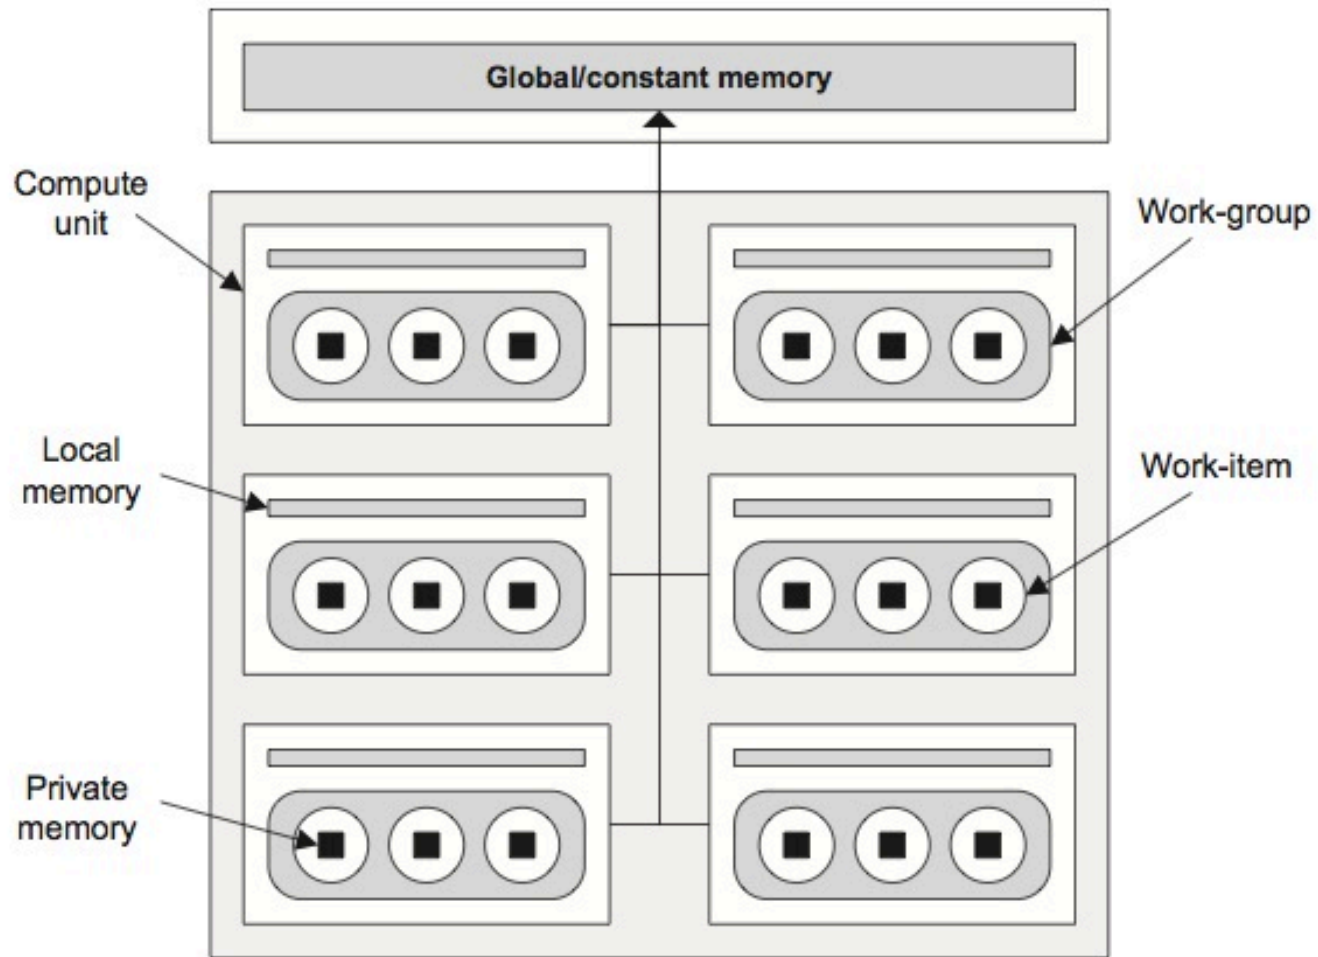 Global/constant memory
Compute
unit
Work-group
Local
memory
Work-item
Private
memory